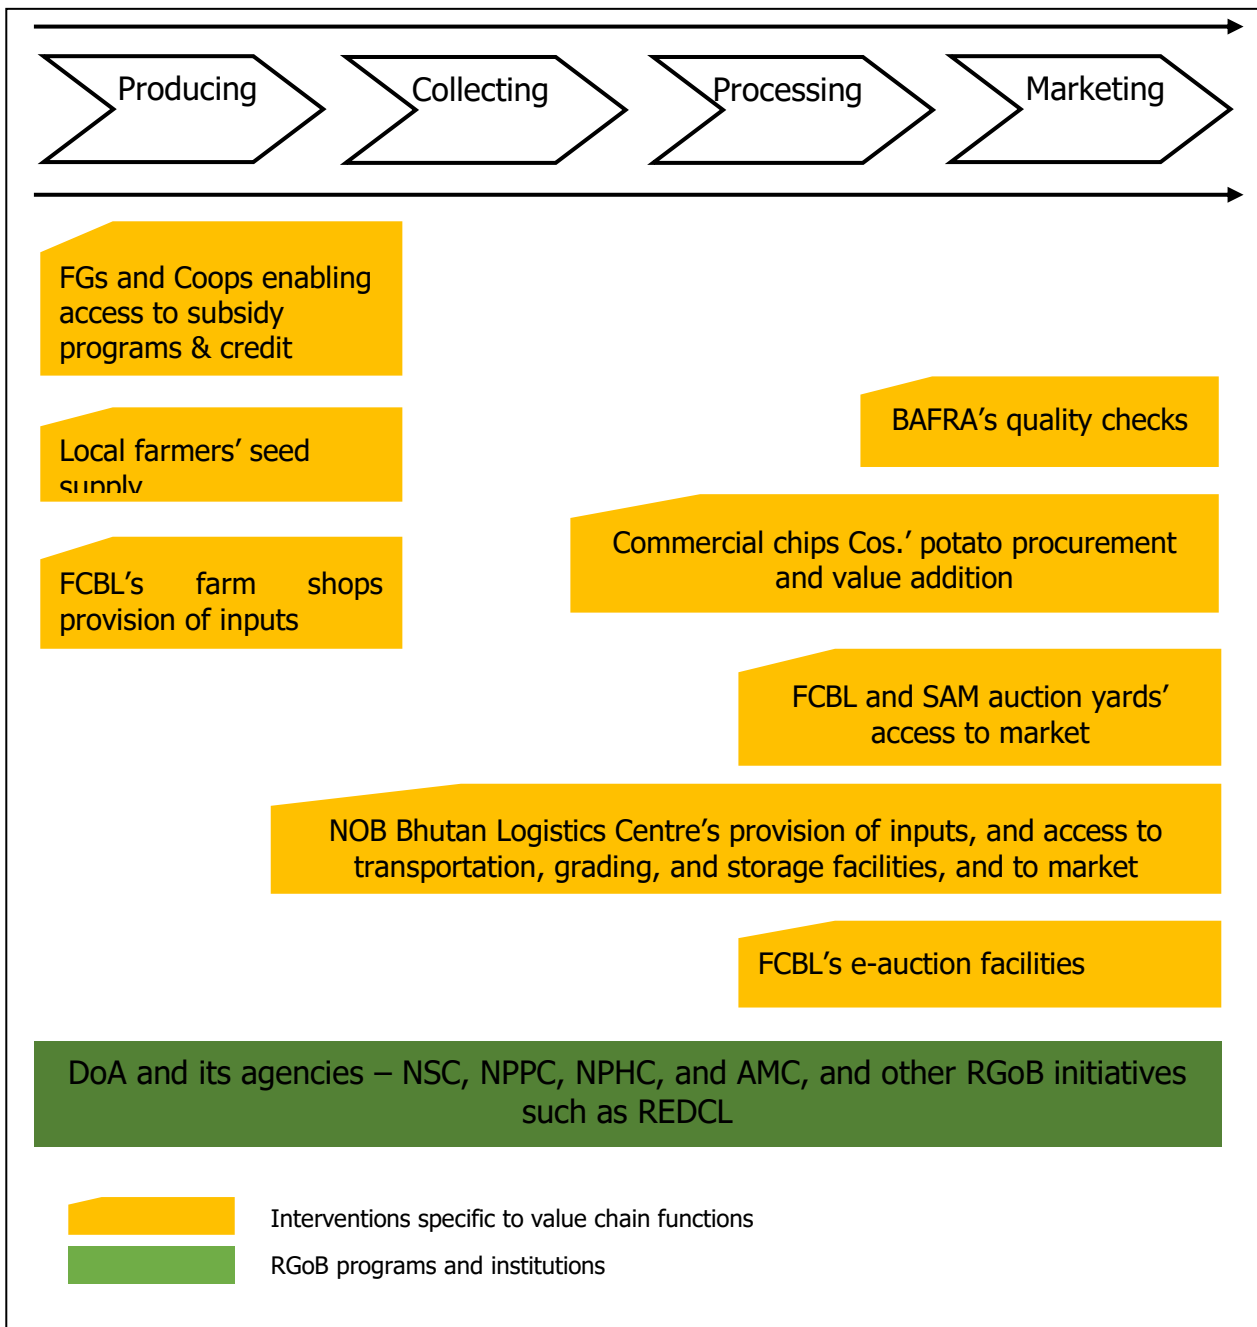 Producing
Collecting
Processing
Marketing
FGs and Coops enabling
access to subsidy
programs & credit
Local farmers’ seed
supply
FCBL’s farm shops
provision of inputs
BAFRA’s quality checks
Commercial chips Cos.’ potato procurement
and value addition
FCBL and SAM auction yards’
access to market
NOB Bhutan Logistics Centre’s provision of inputs, and access to
transportation, grading, and storage facilities, and to market
FCBL’s e-auction facilities
DoA and its agencies – NSC, NPPC, NPHC, and AMC, and other RGoB initiatives
such as REDCL
Interventions specific to value chain functions
RGoB programs and institutions